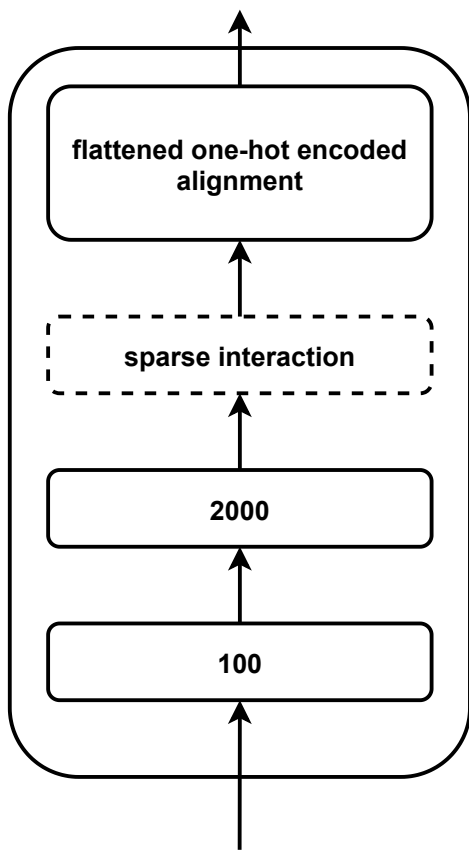 flattened one-hot encoded
alignment
sparse interaction
2000
100